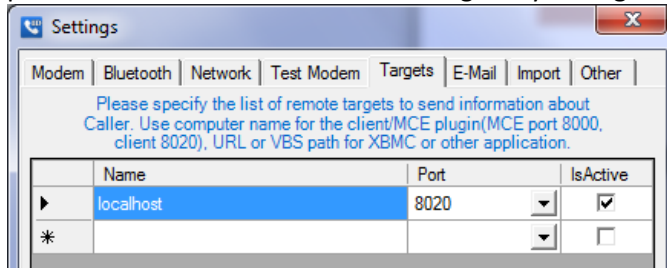 Settings
Modem Bluetooth Network Test Modem Targets E-Mail Import Other
Please specify the list of remote targets to send information about
Caller. Use computer name for the client/MCE plugin(MCE port 8000,
client 8020), URL or VBS path for XBMC or other application.
Name Port IsActive
localhost 8020